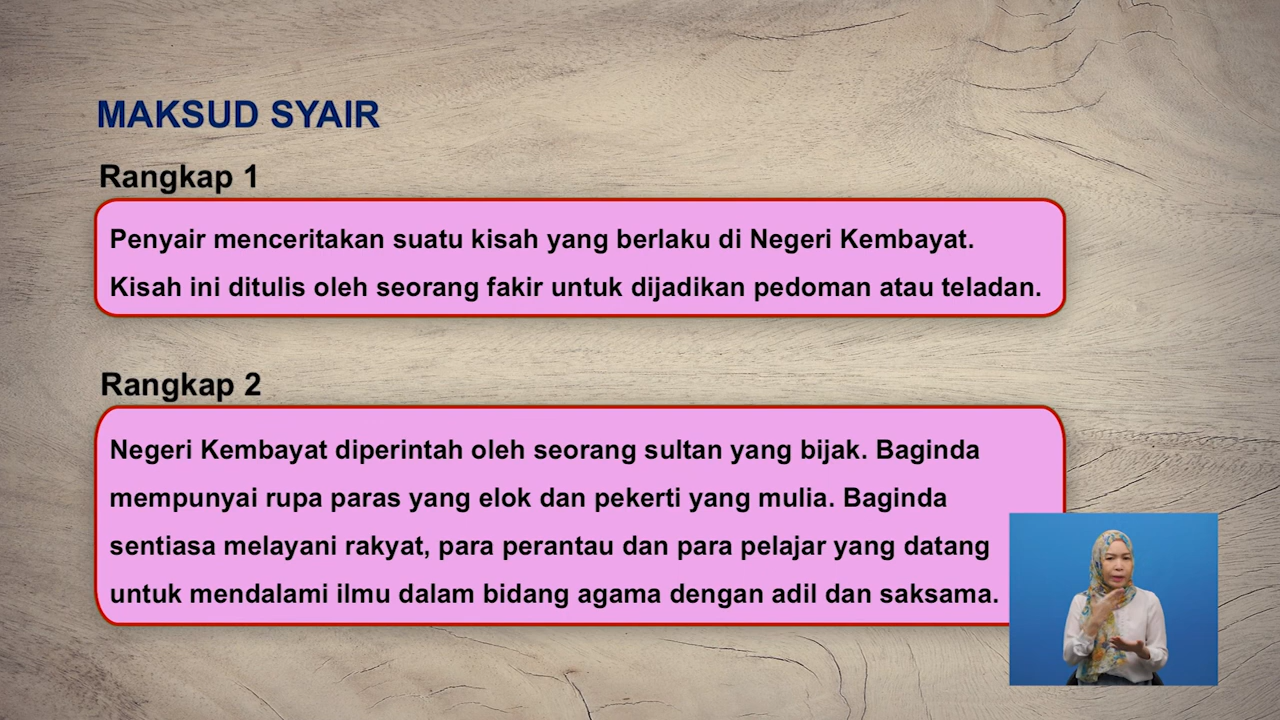 MAKSUD SYAIR
Rangkap 1
Penyair menceritakan suatu kisah yang berlaku di Negeri Kembayat.
Kisah ini ditulis oleh seorang fakir untuk dijadikan pedoman atau teladan.
Rangkap 2
Negeri Kembayat diperintah oleh seorang sultan yang bijak. Baginda
mempunyai rupa paras yang elok dan pekerti yang mulia. Baginda
sentiasa melayani rakyat, para perantau dan para pelajar yang datang
untuk mendalami ilmu dalam bidang agama dengan adil dan saksama.